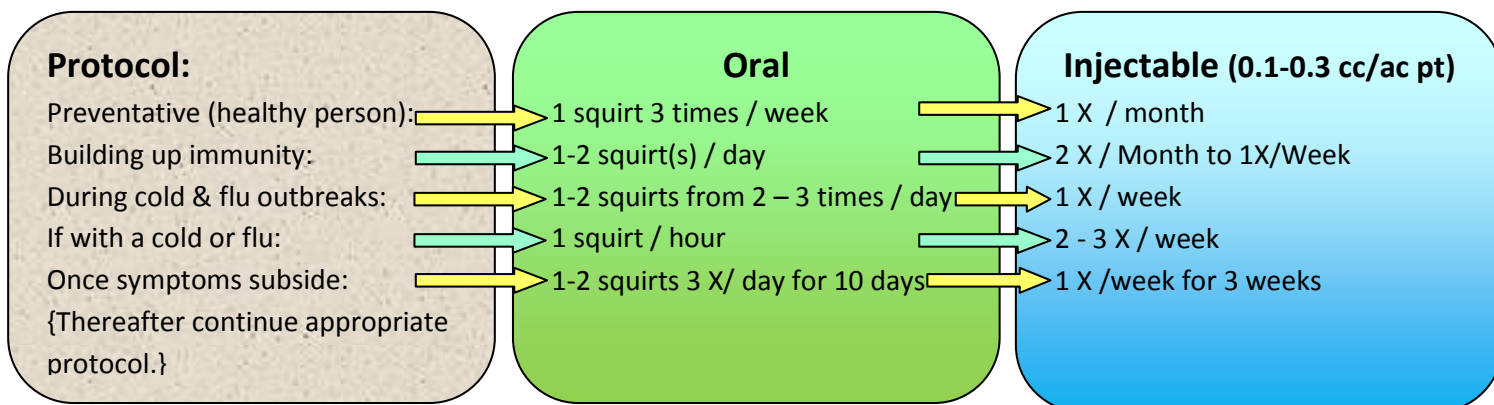 Protocol:
Preventative (healthy person):
Building up immunity:
During cold & flu outbreaks:
If with a cold or flu:
Once symptoms subside:
{Thereafter continue appropriate
protocol.}
Oral
1 squirt 3 times / week
1-2 squirt(s) / day
1-2 squirts from 2 – 3 times / day
1 squirt / hour
1-2 squirts 3 X/ day for 10 days
Injectable (0.1-0.3 cc/ac pt)
1 X / month
2 X / Month to 1X/Week
1 X / week
2 - 3 X / week
1 X /week for 3 weeks